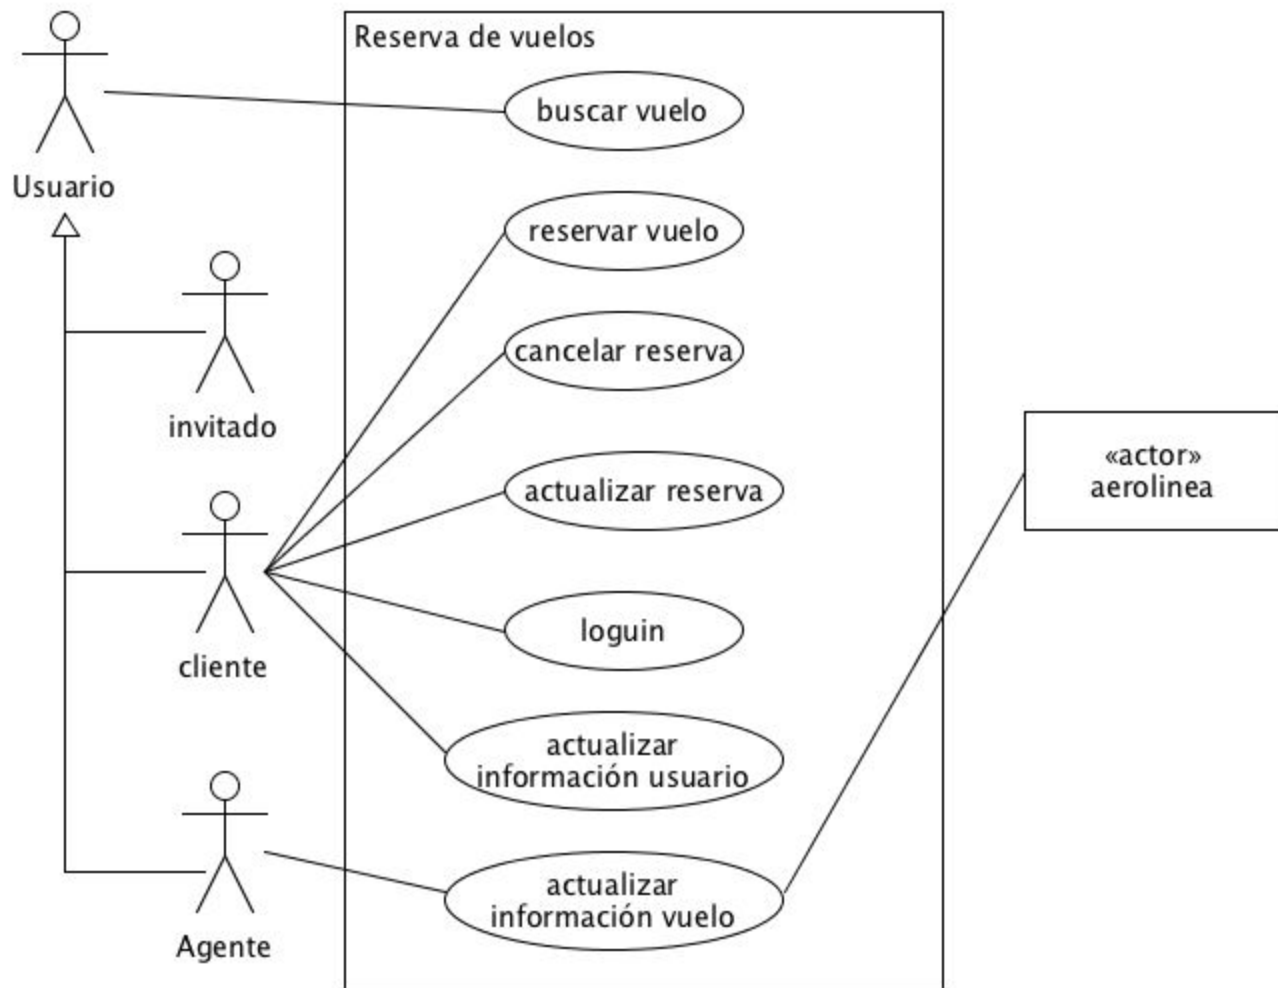 Reserva de vuelos
buscar vuelo
Usuario
reservar vuelo
cancelar reserva
invitado
«actor»
aerolinea
actualizar reserva
loguin
cliente
actualizar
información usuario
actualizar
información vuelo
Agente